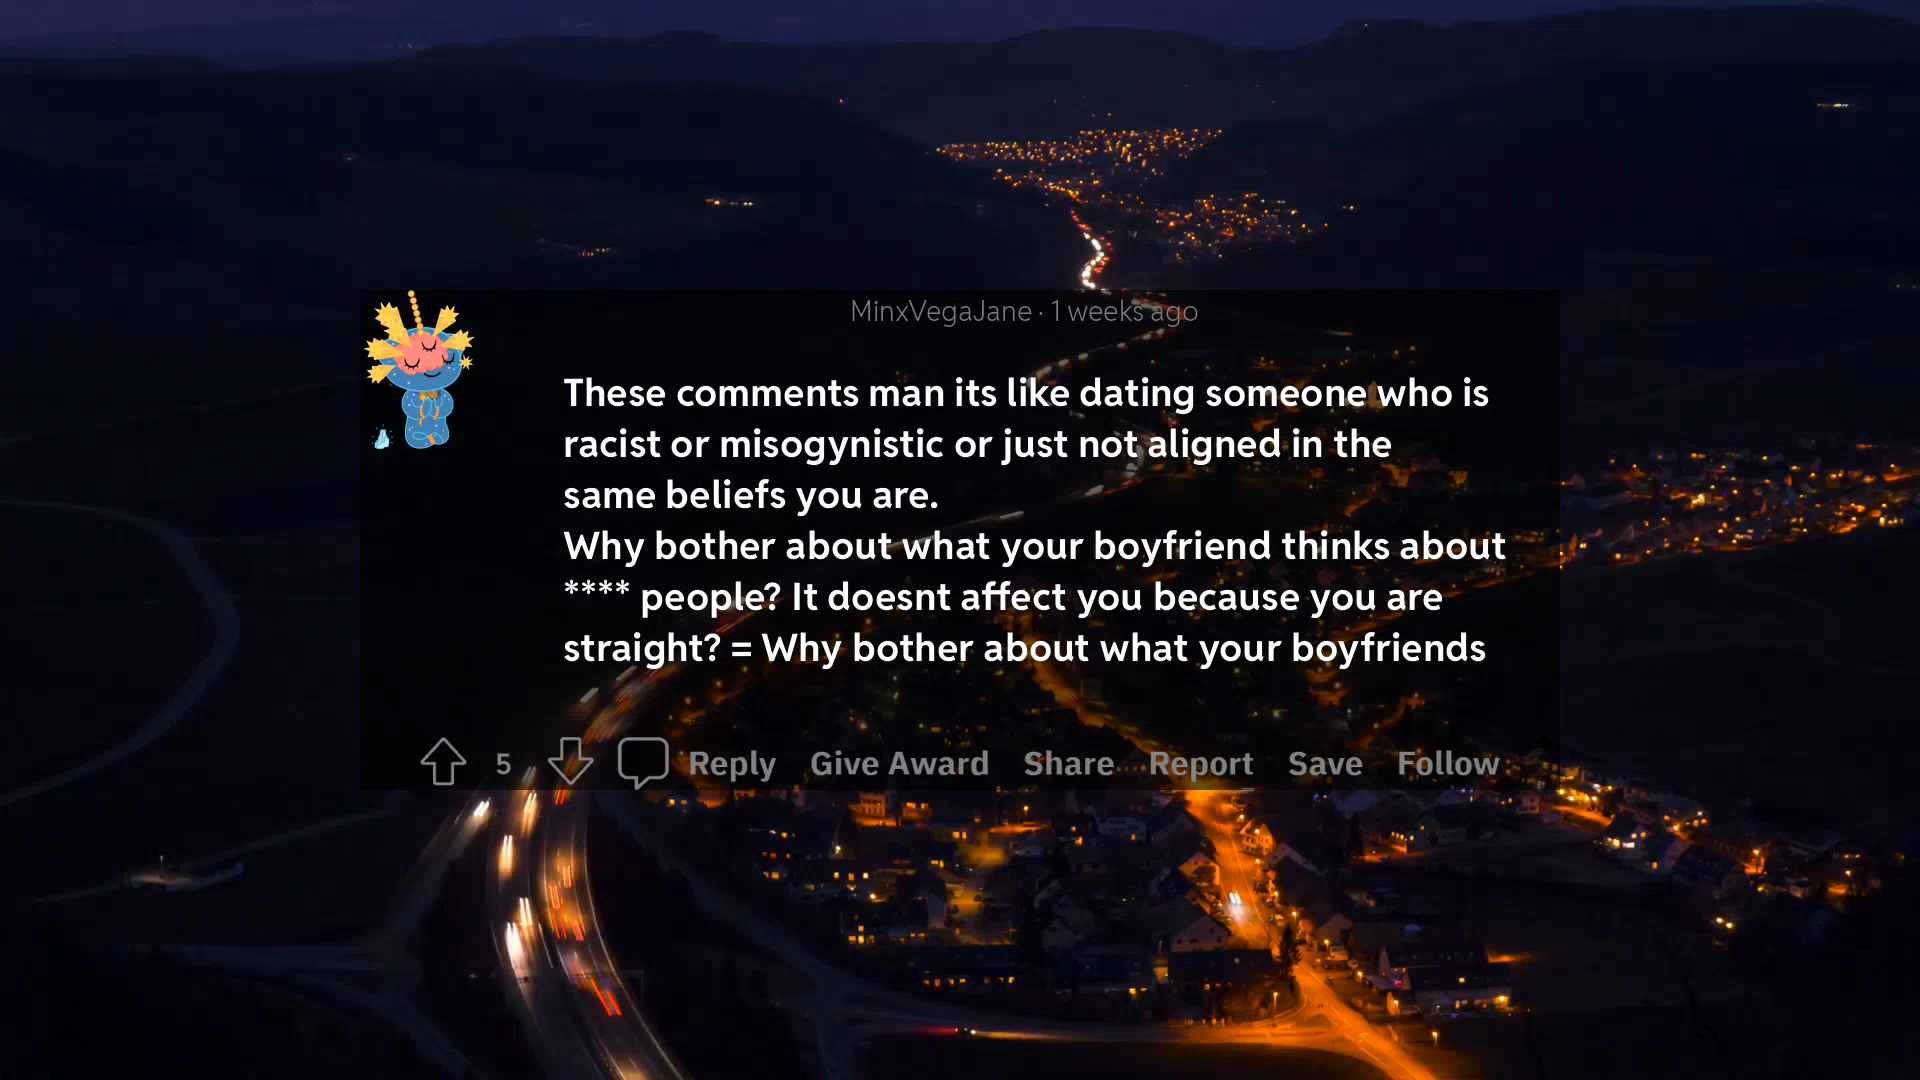 MinxVegaJane · 1 weeks ago
These comments man its like dating someone who is
racist or misogynistic or just not aligned in the
same beliefs you are.
Why bother about what your boyfriend thinks about
**** people? It doesnt affect you because you are
straight? = Why bother about what your boyfriends
5 Reply Give Award Share Report Save Follow